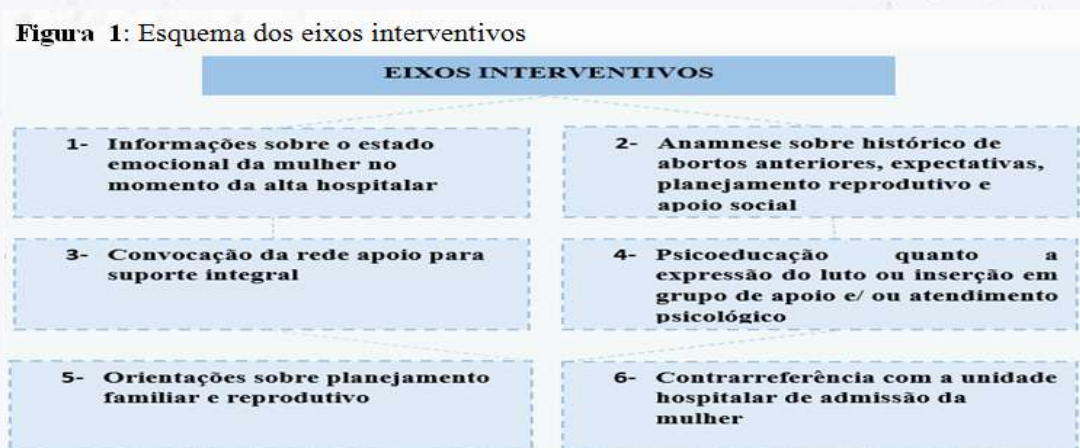 Figura 1: Esquema dos eixos interventivos
EIXOS INTERVENTIVOS
1- Informações sobre o estado
emocional da mulher no
momento da alta hospitalar
2- Anamnese sobre histórico de
abortos anteriores, expectativas,
planejamento reprodutivo e
apoio social
3- Convocação da rede apoio para
suporte integral
4- Psicoeducação quanto a
expressão do luto ou inserção em
grupo de apoio e/ ou atendimento
psicológico
5- Orientações sobre planejamento
familiar e reprodutivo
6- Contrarreferência com a unidade
hospitalar de admissão da
mulher